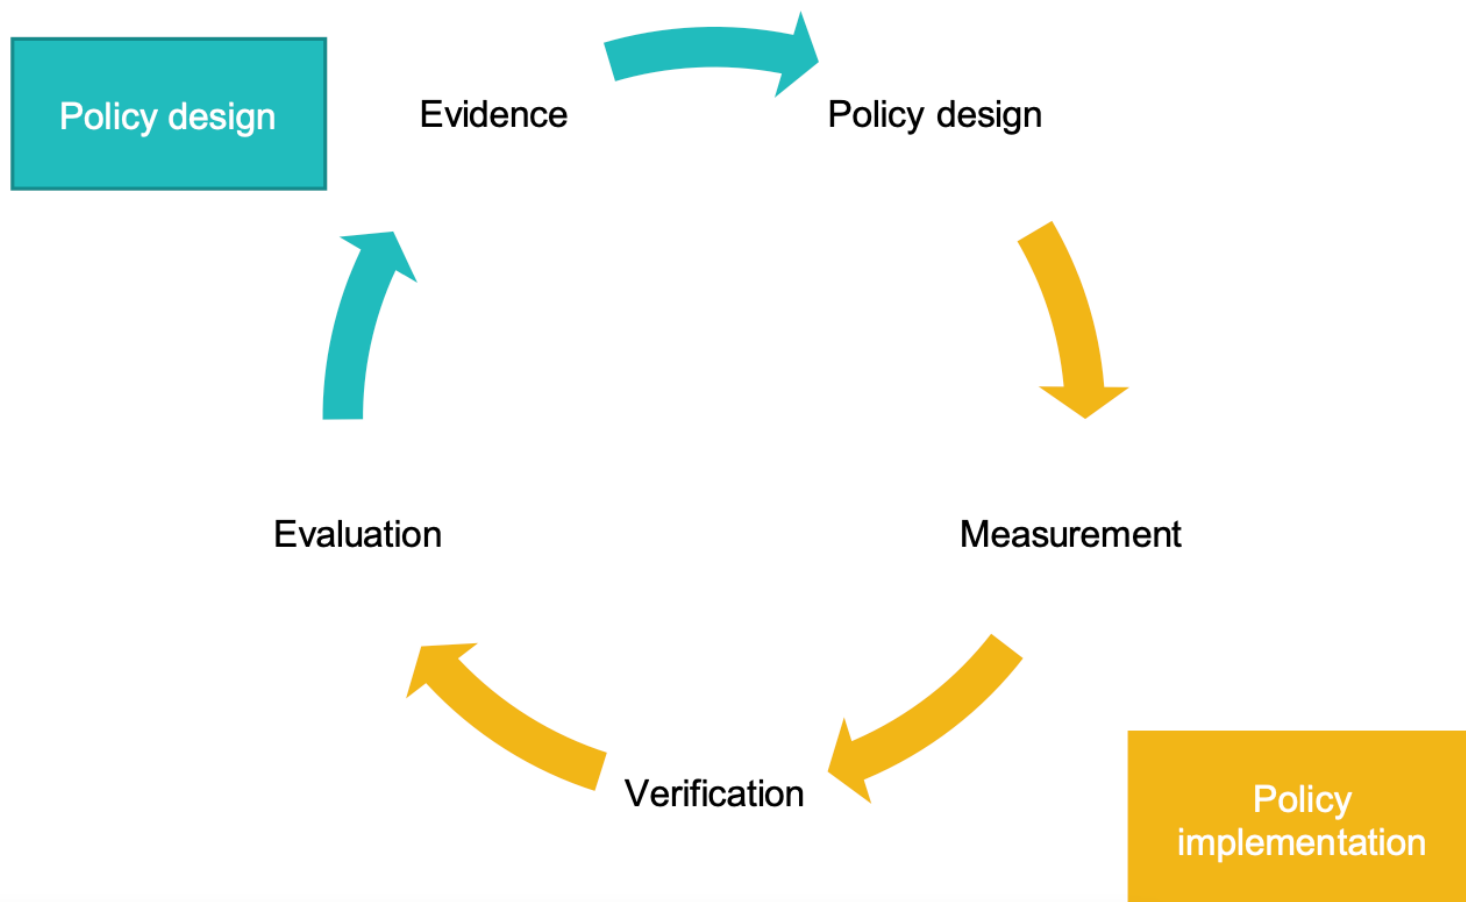 Policy design
Evidence
Policy design
Evaluation
Measurement
Verification
Policy
implementation